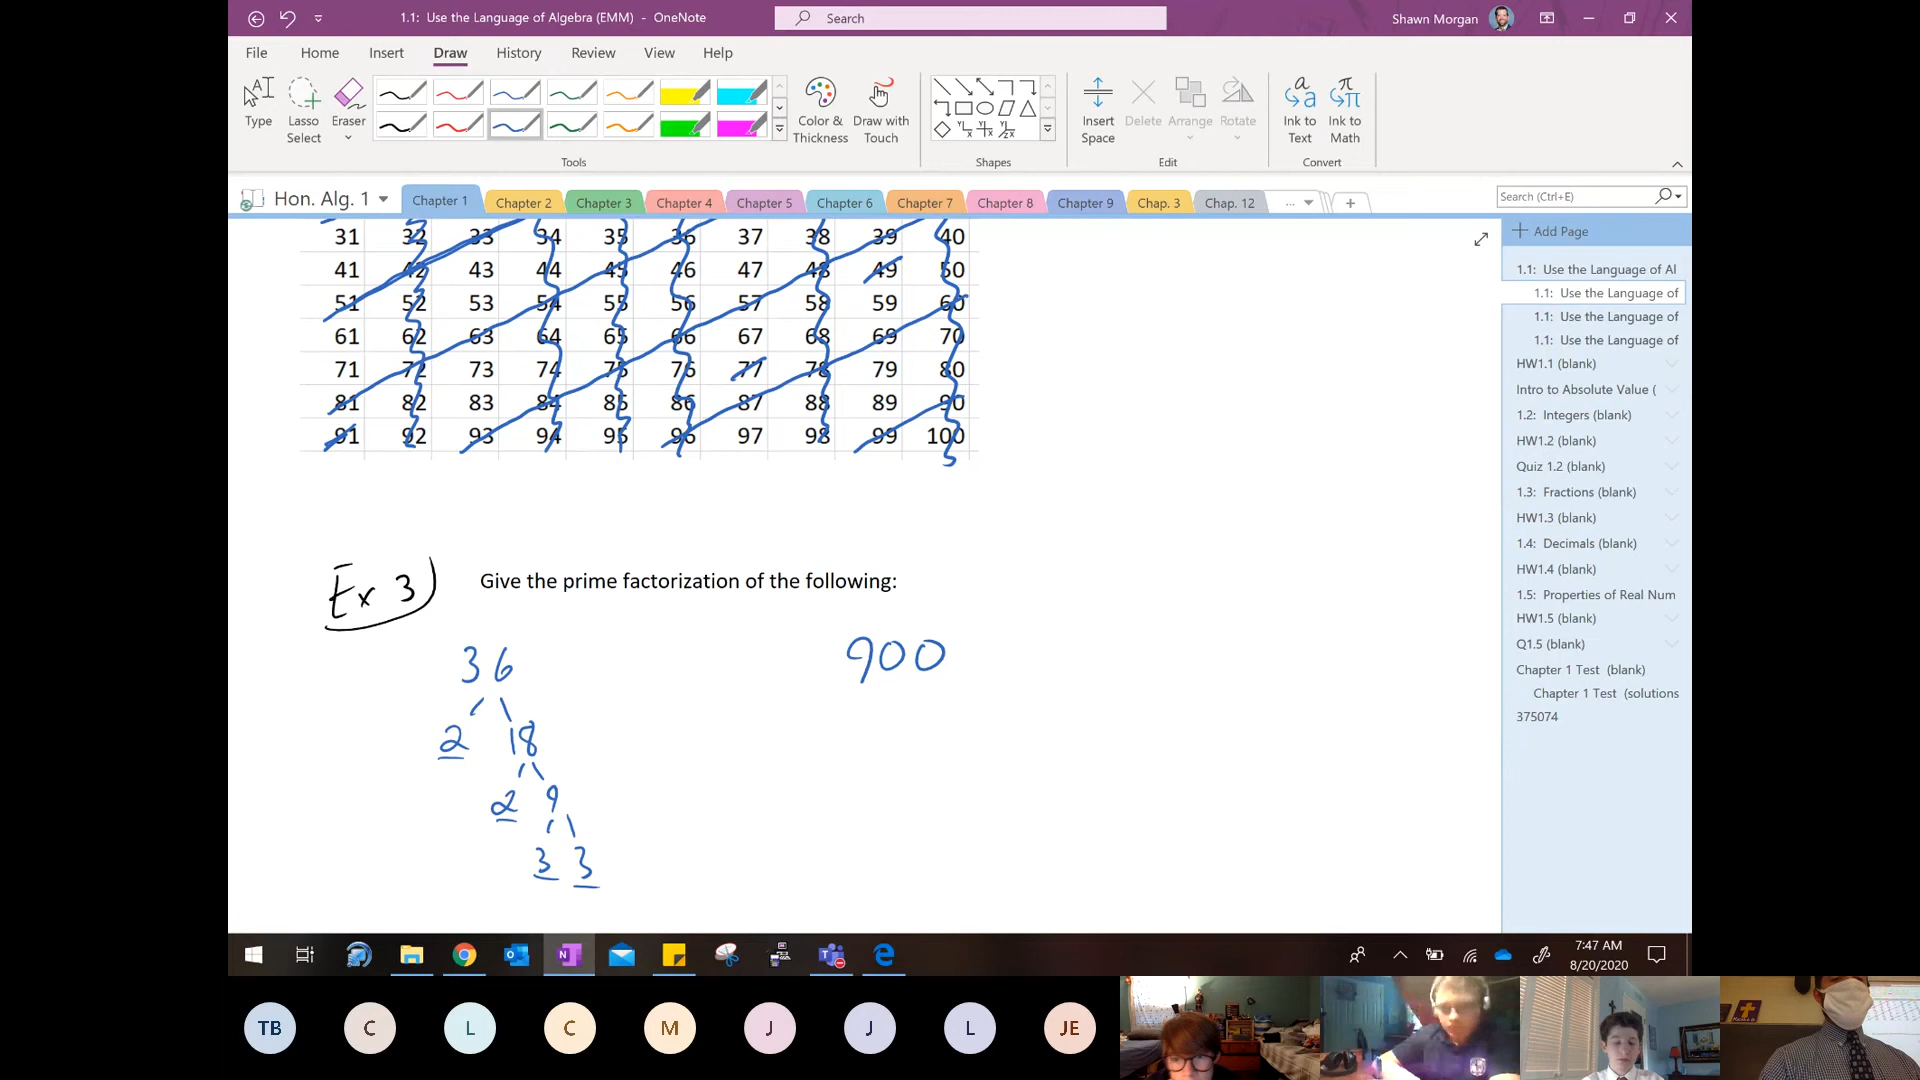 1.1: Use the Language of Algebra (EMM) - OneNote
Search
Shawn Morgan
File Home Insert Draw History Review View Help
Type
Lasso Select
Eraser
Color & Thickness
Draw with Touch
Insert Space
Delete
Arrange
Rotate
Ink to Text
Ink to Math
Tools
Shapes
Edit
Convert
Hon. Alg. 1
Chapter 1 Chapter 2 Chapter 3 Chapter 4 Chapter 5 Chapter 6 Chapter 7 Chapter 8 Chapter 9 Chap. 3 Chap. 12 ... +
Search (Ctrl+E)
31 32 33 34 35 36 37 38 39 40
41 42 43 44 45 46 47 48 49 50
51 52 53 54 55 56 57 58 59 60
61 62 63 64 65 66 67 68 69 70
71 72 73 74 75 76 77 78 79 80
81 82 83 84 85 86 87 88 89 90
91 92 93 94 95 96 97 98 99 100
Ex 3) Give the prime factorization of the following:
36 900
2 18
2 9
3 3
Add Page
1.1: Use the Language of Al
1.1: Use the Language of
1.1: Use the Language of
1.1: Use the Language of
HW1.1 (blank)
Intro to Absolute Value (
1.2: Integers (blank)
HW1.2 (blank)
Quiz 1.2 (blank)
1.3: Fractions (blank)
HW1.3 (blank)
1.4: Decimals (blank)
HW1.4 (blank)
1.5: Properties of Real Num
HW1.5 (blank)
Q1.5 (blank)
Chapter 1 Test (blank)
Chapter 1 Test (solutions
375074
7:47 AM
8/20/2020
TB C L C M J J L JE